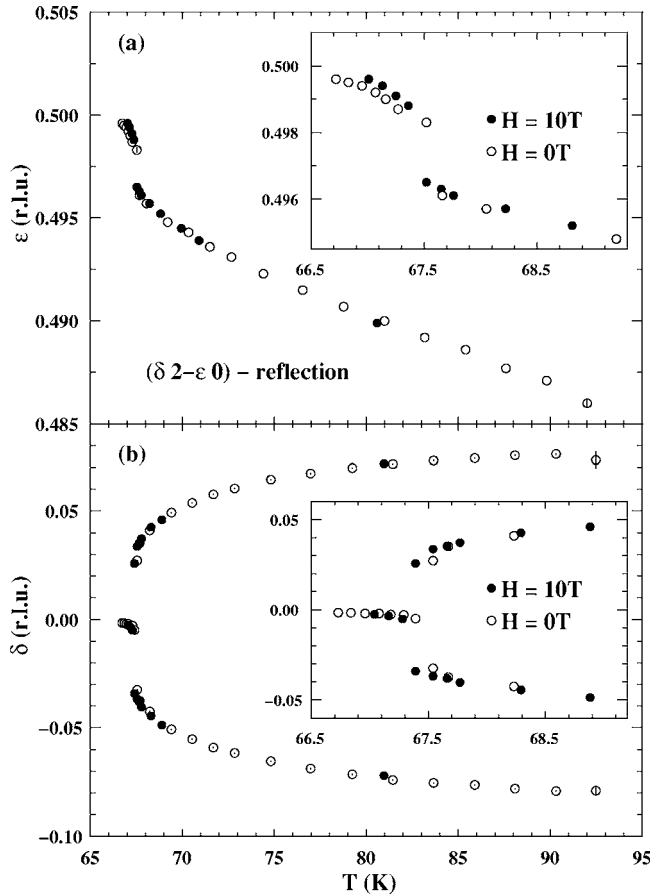 0.505
(a)
0.500
0.498
0.496
H = 10T
H = 0T
66.5
67.5
68.5
0.500
0.495
0.490
0.485
ε (r.l.u.)
(δ 2−ε 0) − reflection
(b)
0.05
0.00
−0.05
H = 10T
H = 0T
66.5
67.5
68.5
0.05
0.00
−0.05
−0.10
δ (r.l.u.)
65
70
75
80
85
90
95
T (K)